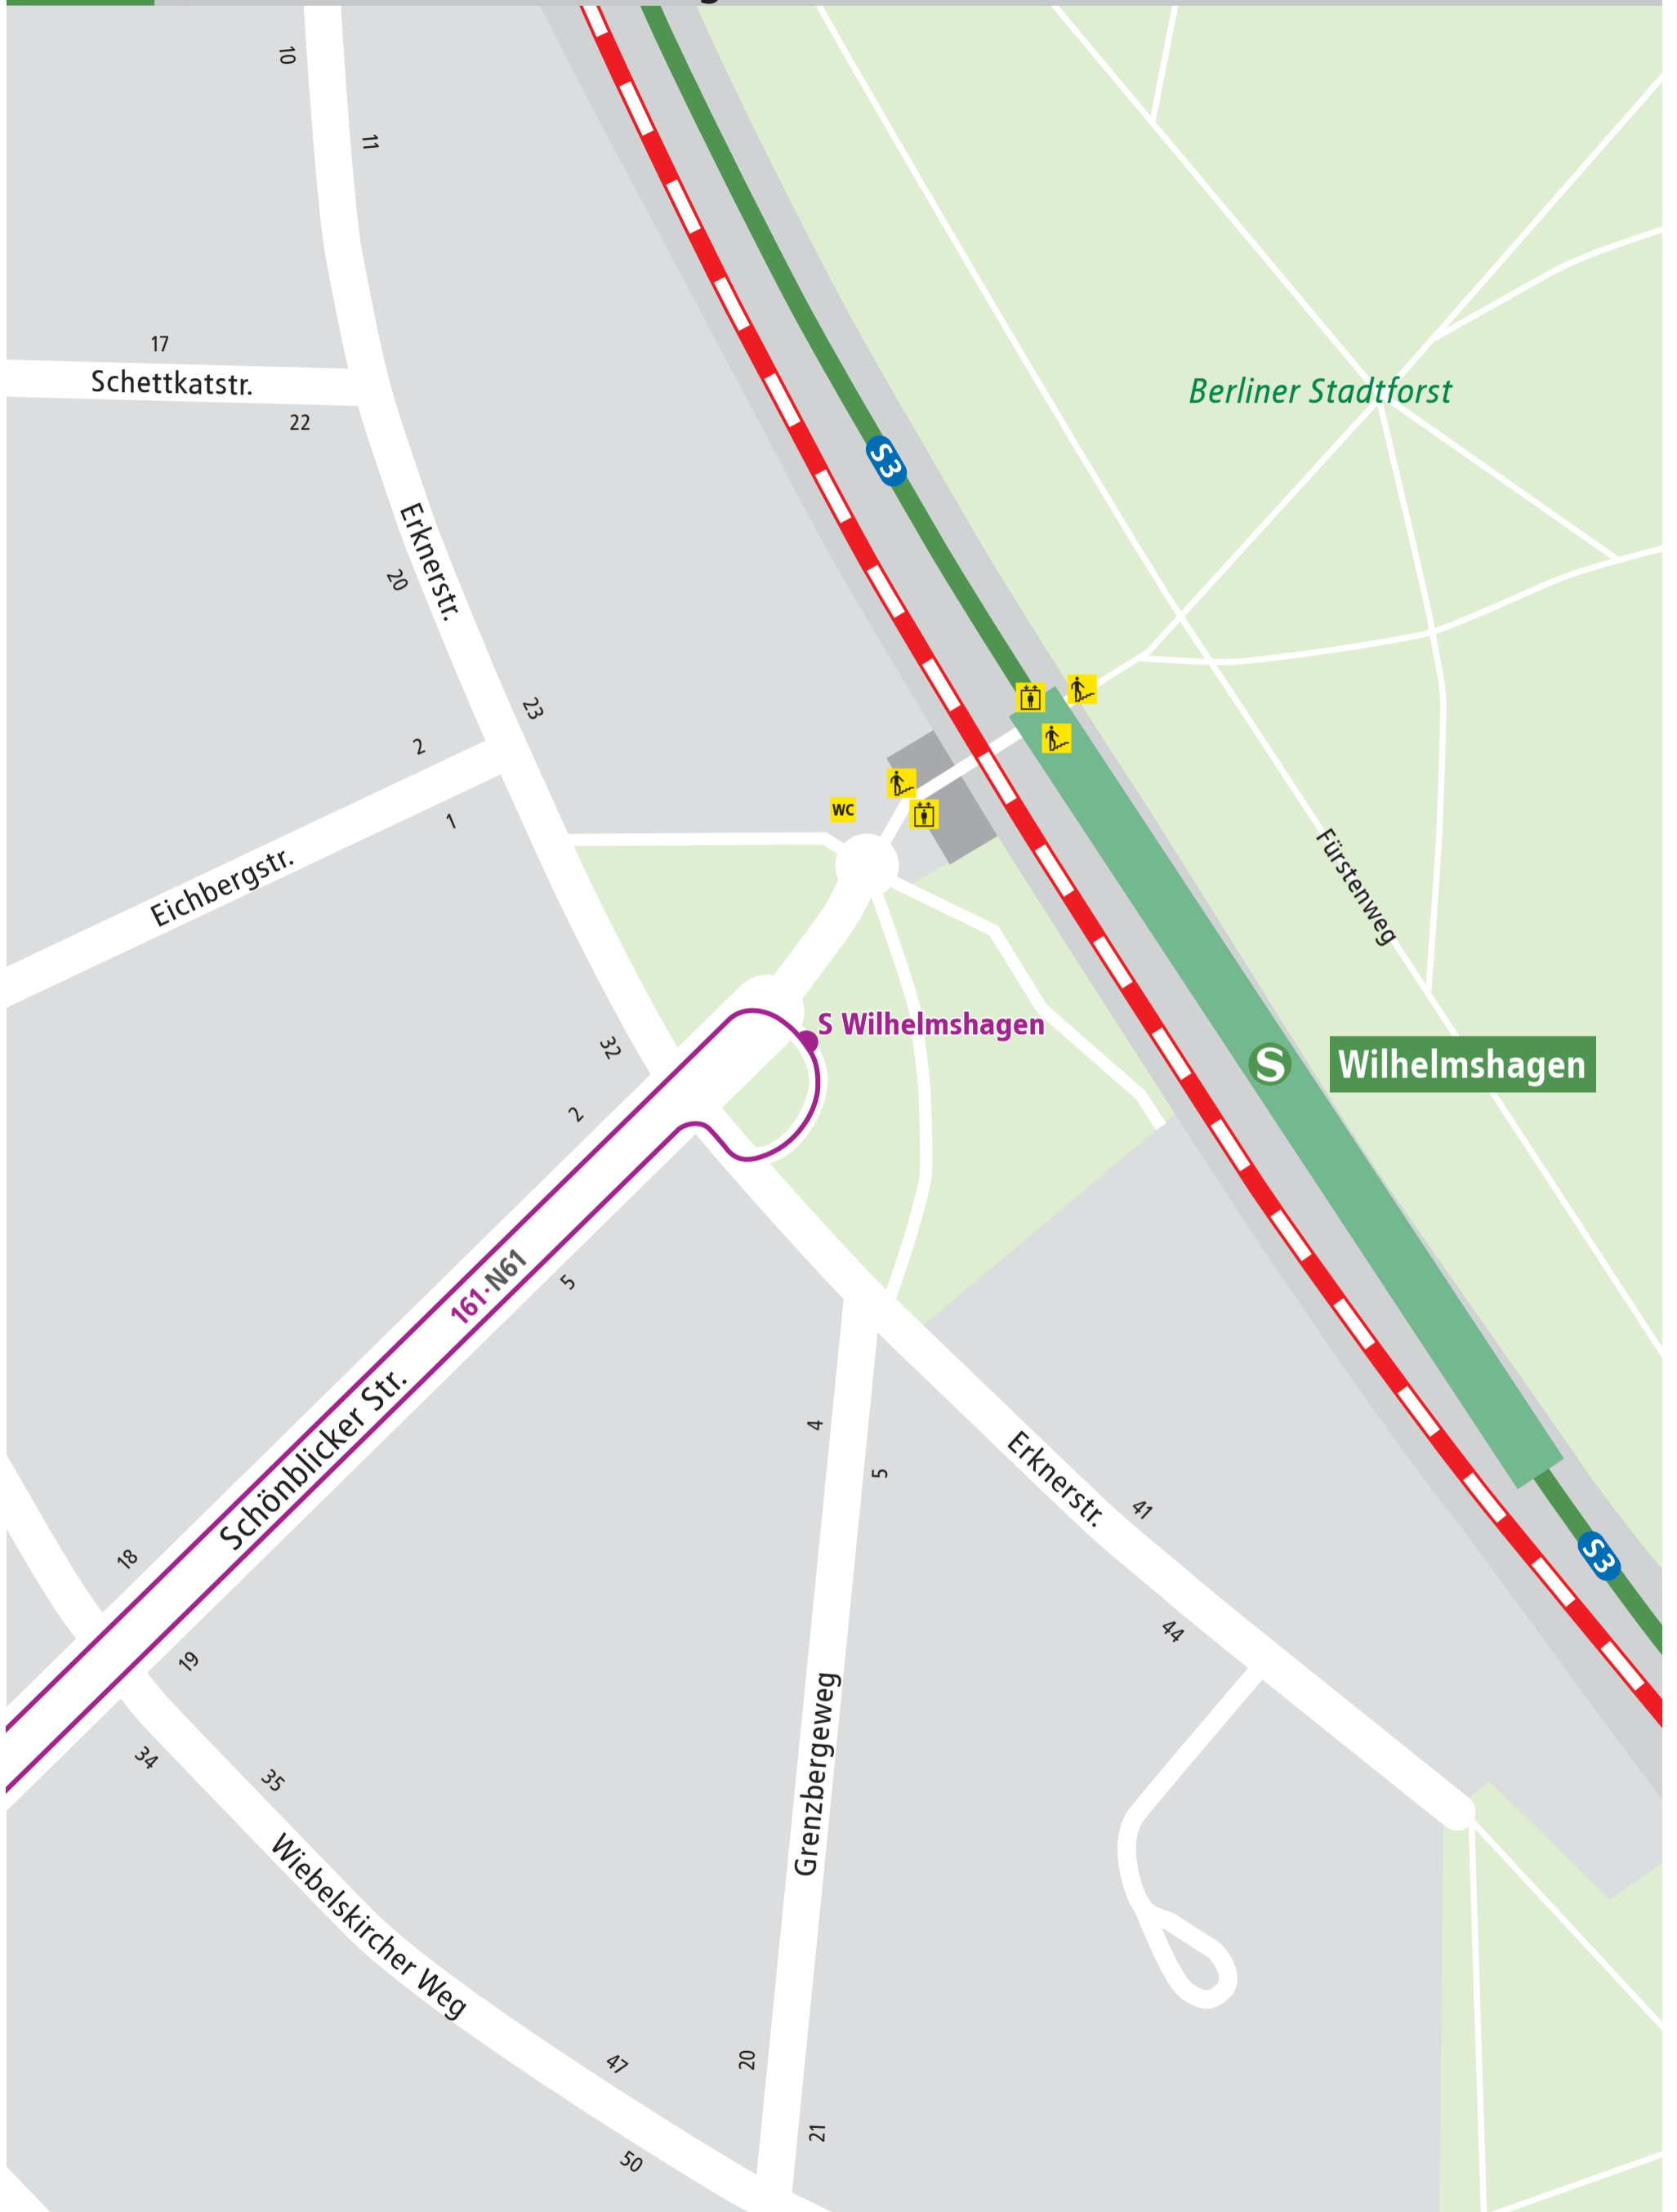 10
11
17
Schettkatstr.
22
Berliner Stadtforst
S3
Erknerstr.
20
23
2
1
Eichbergstr.
WC
Fürstenweg
32
S Wilhelmshagen
S
Wilhelmshagen
2
161·N61
5
Schönblicker Str.
4
5
Erknerstr.
41
44
S3
18
19
34
35
Wiebelskircher Weg
Grenzbergeweg
47
20
21
50